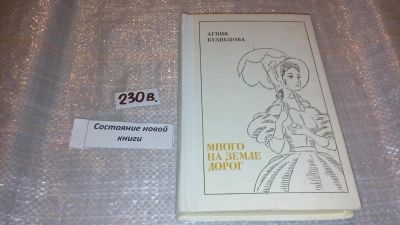 АГНИЯ
КУЗНЕЦОВА
МНОГО
НА ЗЕМЛЕ
ДОРОГ
230 в.
Состояние новой
книги